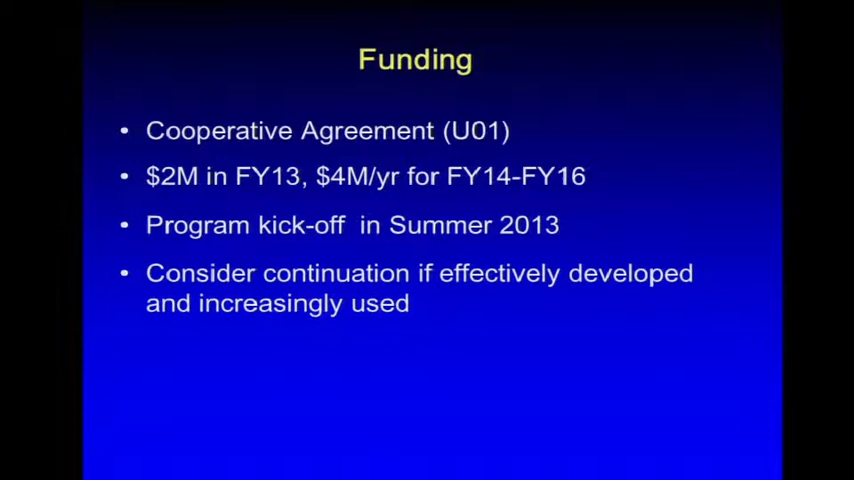 Funding
• Cooperative Agreement (U01)
• $2M in FY13, $4M/yr for FY14-FY16
• Program kick-off in Summer 2013
• Consider continuation if effectively developed
and increasingly used